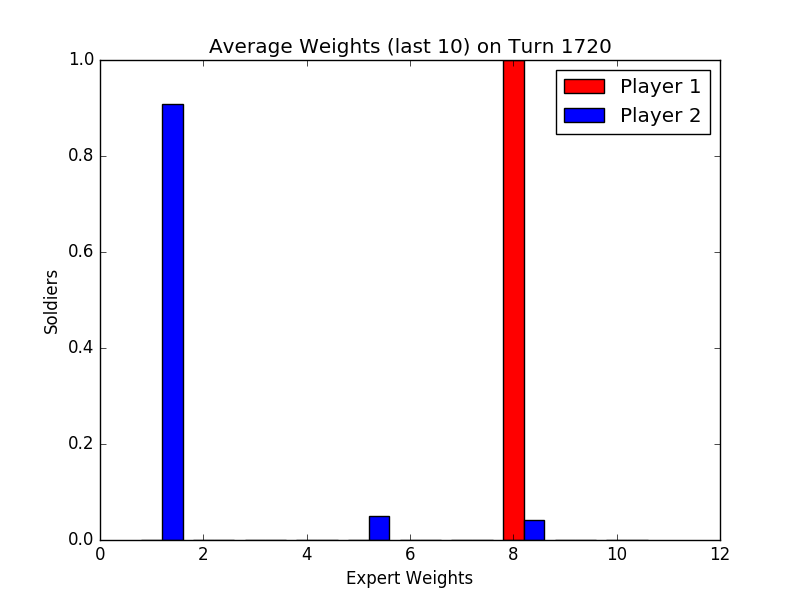 Average Weights (last 10) on Turn 1720
1.0
0.8
0.6
0.4
0.2
0.0
Soldiers
Player 1
Player 2
0 2 4 6 8 10 12
Expert Weights